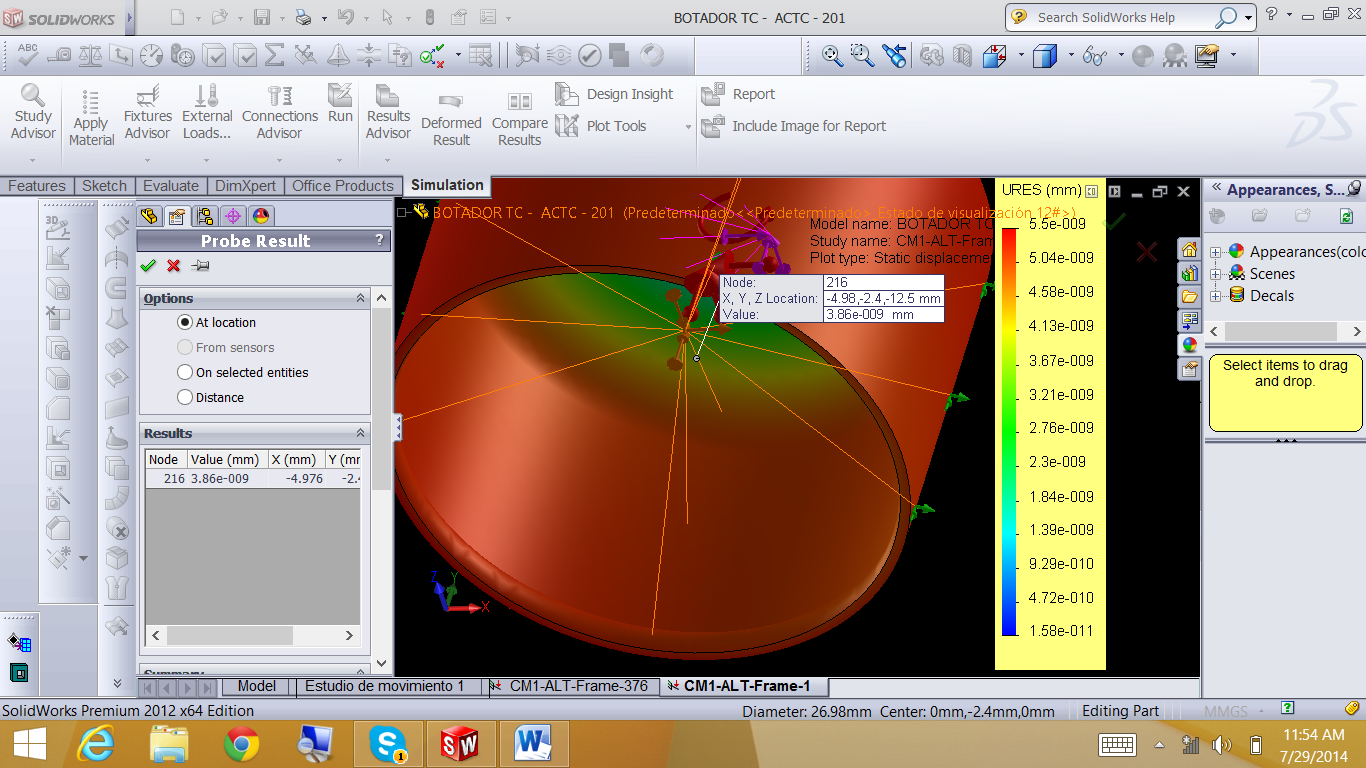 SOLIDWORKS
BOTADOR TC - ACTC - 201
Search SolidWorks Help
ABC
Study Advisor
Apply Material
Fixtures Advisor
External Loads...
Connections Advisor
Run
Results Advisor
Deformed Result
Compare Results
Design Insight
Plot Tools
Report
Include Image for Report
Features
Sketch
Evaluate
DimXpert
Office Products
Simulation
3D
Probe Result
?
Options
At location
From sensors
On selected entities
Distance
Results
Node Value (mm) X (mm) Y (mm
216 3.86e-009 -4.976 -2.4
Summary
BOTADOR TC - ACTC - 201 (Predeterminado<<Predeterminado>_Estado de visualización 12#>)
Model name: BOTADOR TC
Study name: CM1-ALT-Fram
Plot type: Static displaceme
Node: 216
X, Y, Z Location: -4.98,-2.4,-12.5 mm
Value: 3.86e-009 mm
Z
Y
X
URES (mm)
5.5e-009
5.04e-009
4.58e-009
4.13e-009
3.67e-009
3.21e-009
2.76e-009
2.3e-009
1.84e-009
1.39e-009
9.29e-010
4.72e-010
1.58e-011
Appearances, S...
Appearances(colo
Scenes
Decals
Select items to drag
and drop.
Model
Estudio de movimiento 1
CM1-ALT-Frame-376
CM1-ALT-Frame-1
SolidWorks Premium 2012 x64 Edition
Diameter: 26.98mm Center: 0mm,-2.4mm,0mm
Editing Part
MMGS
11:54 AM
7/29/2014